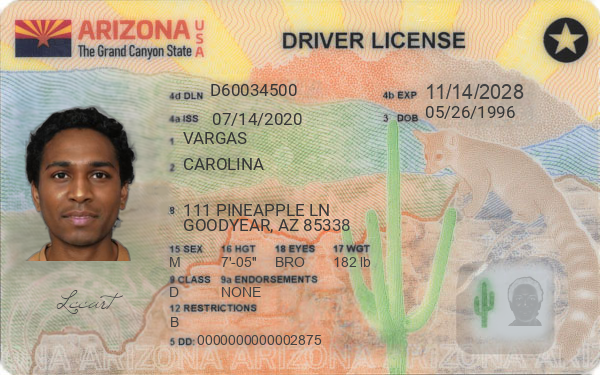 ARIZONA USA
The Grand Canyon State
DRIVER LICENSE
4d DLN D60034500
4b EXP 11/14/2028
4a ISS 07/14/2020
3 DOB 05/26/1996
1 VARGAS
2 CAROLINA
8 111 PINEAPPLE LN
GOODYEAR, AZ 85338
15 SEX 16 HGT 18 EYES 17 WGT
M 7'-05" BRO 182 lb
9 CLASS 9a ENDORSEMENTS
D NONE
12 RESTRICTIONS
B
5 DD: 0000000000002875
ARIZONA ARIZONA ARIZONA ARIZONA